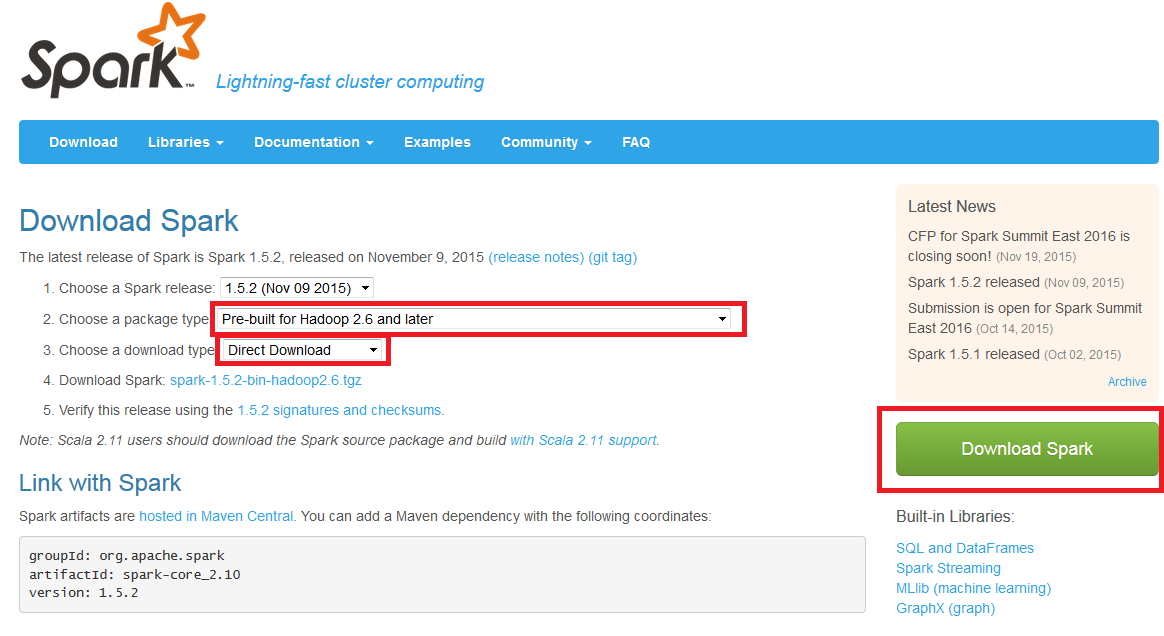 Spark™
Lightning-fast cluster computing
Download Libraries Documentation Examples Community FAQ
Download Spark
The latest release of Spark is Spark 1.5.2, released on November 9, 2015 (release notes) (git tag)
1. Choose a Spark release: 1.5.2 (Nov 09 2015)
2. Choose a package type: Pre-built for Hadoop 2.6 and later
3. Choose a download type: Direct Download
4. Download Spark: spark-1.5.2-bin-hadoop2.6.tgz
5. Verify this release using the 1.5.2 signatures and checksums.
Note: Scala 2.11 users should download the Spark source package and build with Scala 2.11 support.
Link with Spark
Spark artifacts are hosted in Maven Central. You can add a Maven dependency with the following coordinates:
groupId: org.apache.spark
artifactId: spark-core_2.10
version: 1.5.2
Latest News
CFP for Spark Summit East 2016 is
closing soon! (Nov 19, 2015)
Spark 1.5.2 released (Nov 09, 2015)
Submission is open for Spark Summit
East 2016 (Oct 14, 2015)
Spark 1.5.1 released (Oct 02, 2015)
Archive
Download Spark
Built-in Libraries:
SQL and DataFrames
Spark Streaming
MLlib (machine learning)
GraphX (graph)